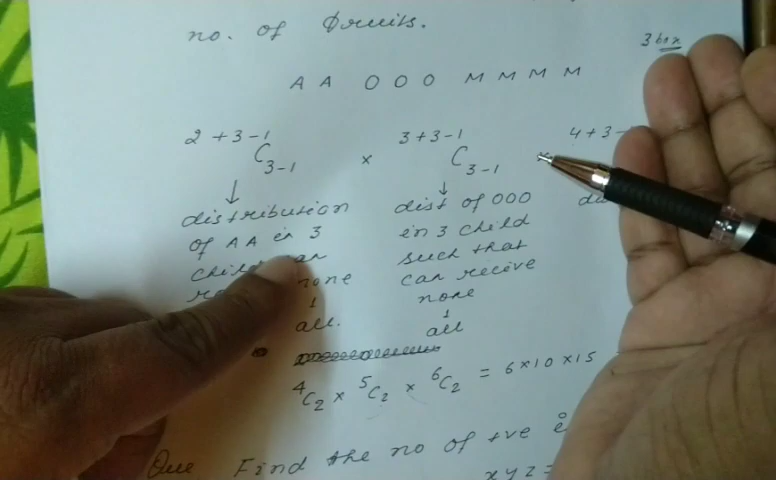 no. of Fruits.
3 box
A A O O O M M M M
2+3-1 C 3-1 × 3+3-1 C 3-1 × 4+3-
distribution of AA in 3
dist of OOO in 3 child such that can recive none ↓ all
none ↓ all.
4C2 × 5C2 × 6C2 = 6×10×15
Que Find the no of +ve
xyz =